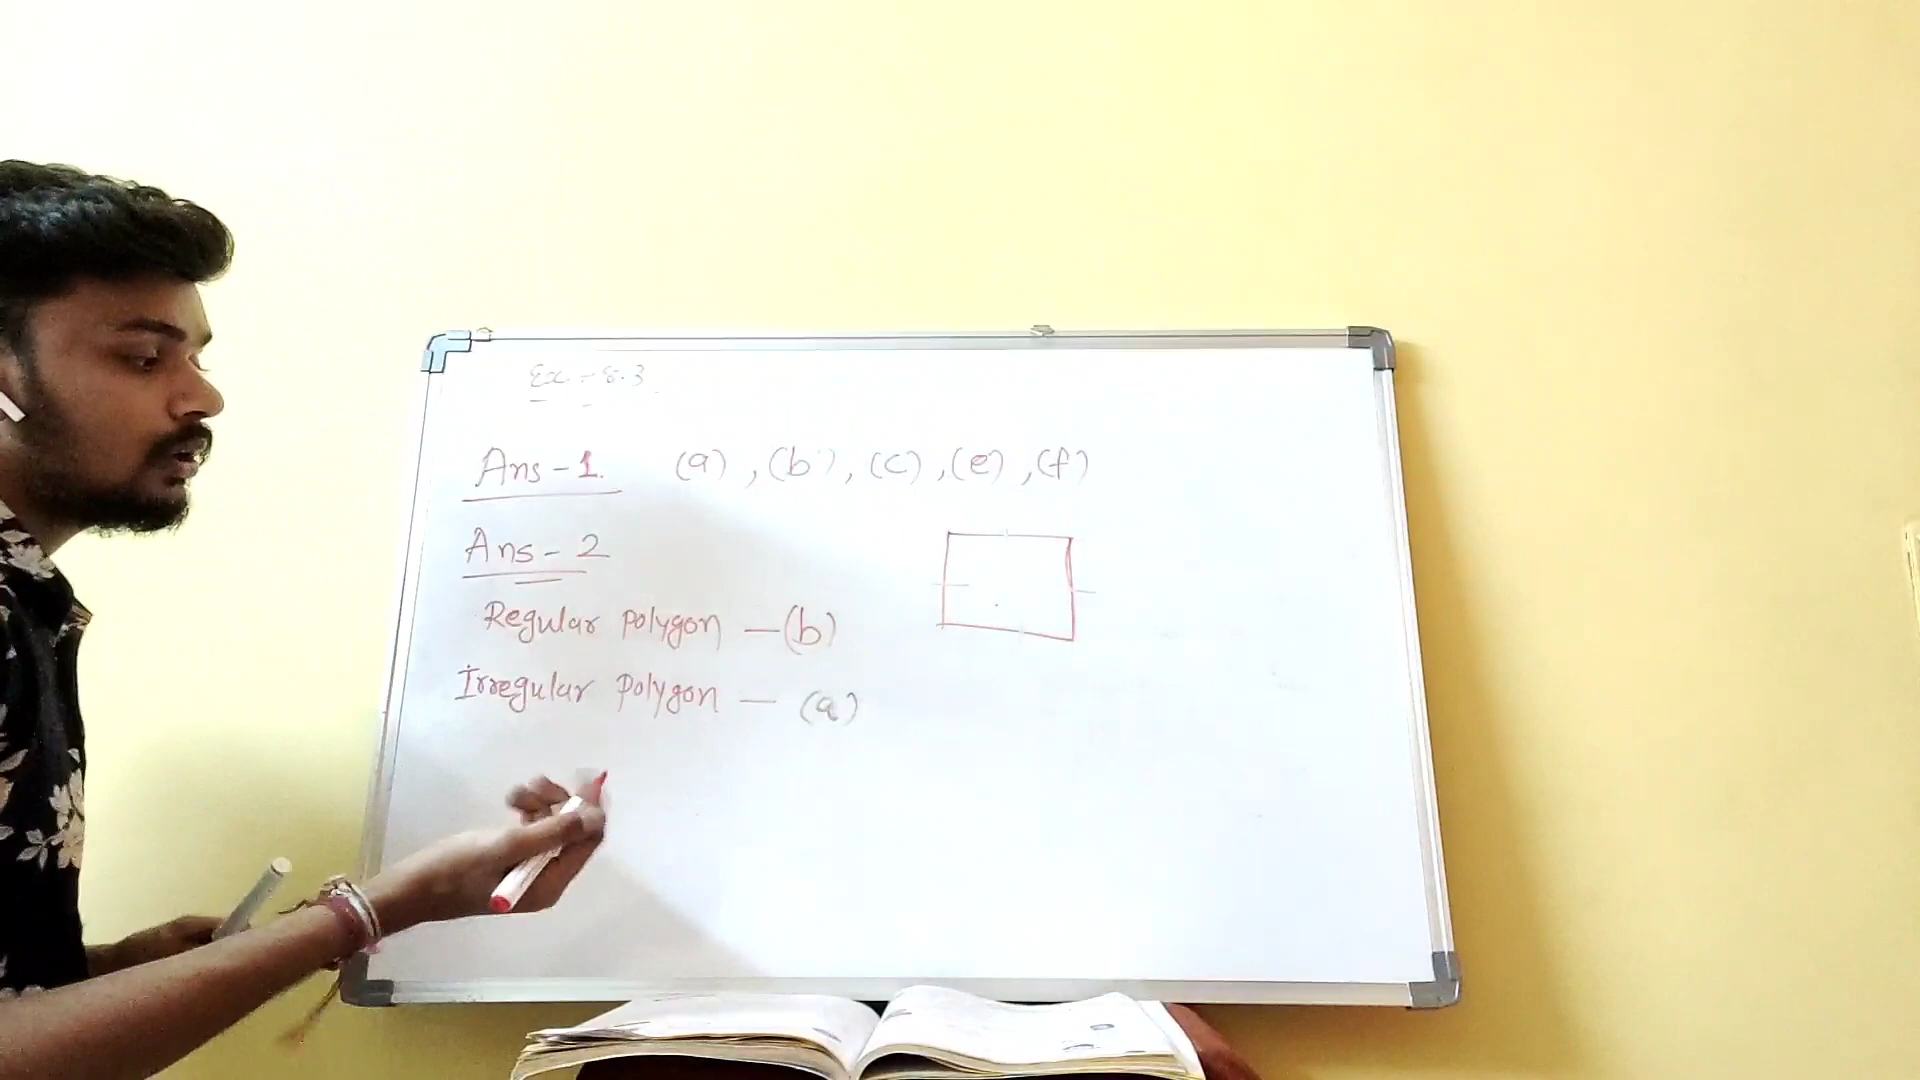 Ex. - 8.3
Ans - 1. (a), (b), (c), (e), (f)
Ans - 2
Regular polygon — (b)
Irregular polygon — (a)